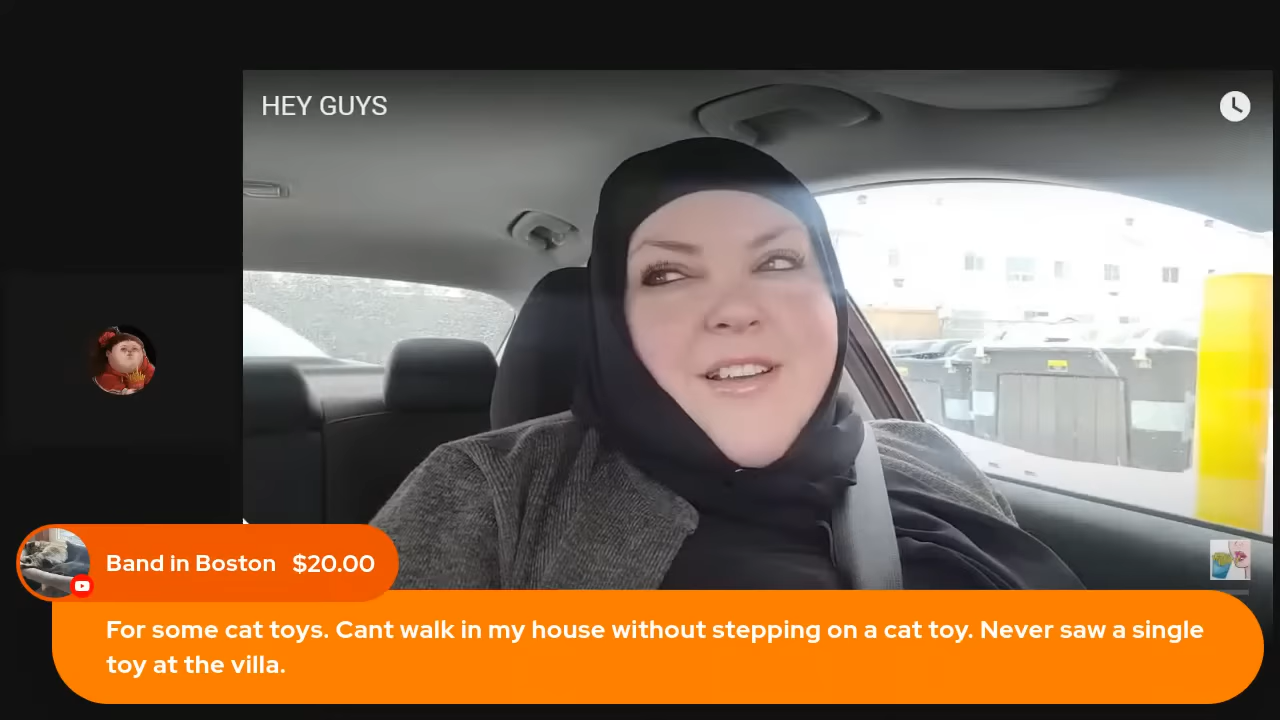 HEY GUYS
Band in Boston $20.00
For some cat toys. Cant walk in my house without stepping on a cat toy. Never saw a single
toy at the villa.